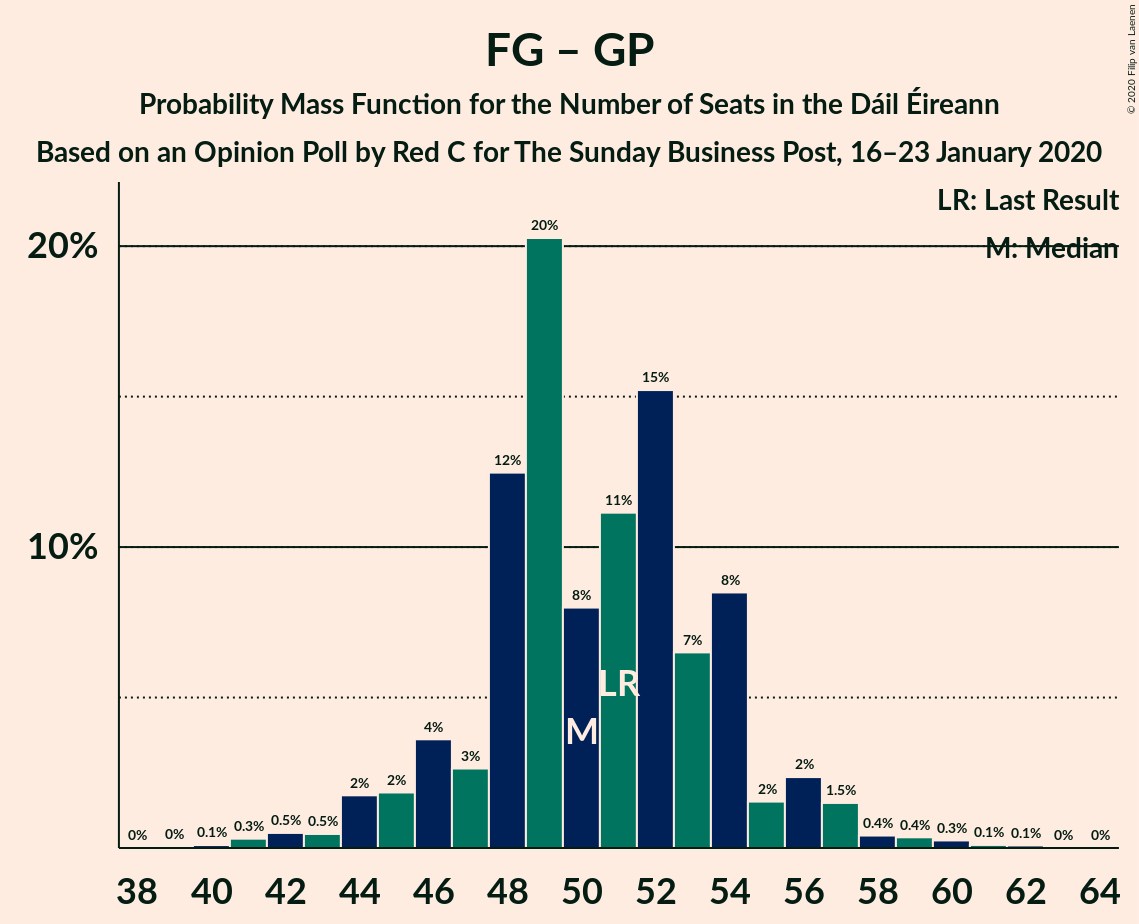 © 2020 Filip van Laenen
FG – GP
Probability Mass Function for the Number of Seats in the Dáil Éireann
Based on an Opinion Poll by Red C for The Sunday Business Post, 16–23 January 2020
LR: Last Result
M: Median
20%
10%
0% 0% 0.1% 0.3% 0.5% 0.5% 2% 2% 4% 3% 12% 20% 8% 11% 15% 7% 8% 2% 2% 1.5% 0.4% 0.4% 0.3% 0.1% 0.1% 0% 0%
LR
M
38 40 42 44 46 48 50 52 54 56 58 60 62 64